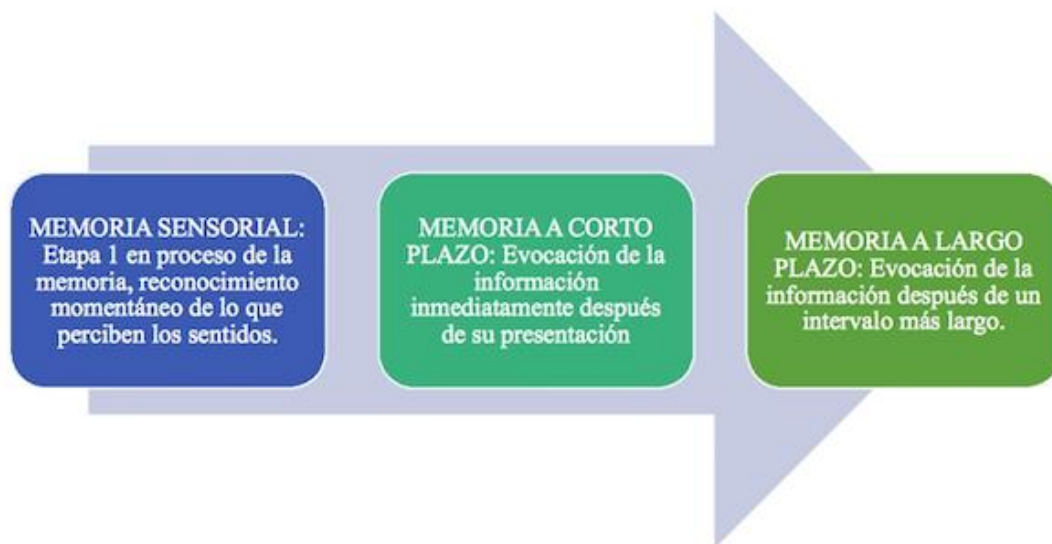 MEMORIA SENSORIAL:
Etapa 1 en proceso de la
memoria, reconocimiento
momentáneo de lo que
perciben los sentidos.
MEMORIA A CORTO
PLAZO: Evocación de la
información
inmediatamente después
de su presentación
MEMORIA A LARGO
PLAZO: Evocación de la
información después de un
intervalo más largo.